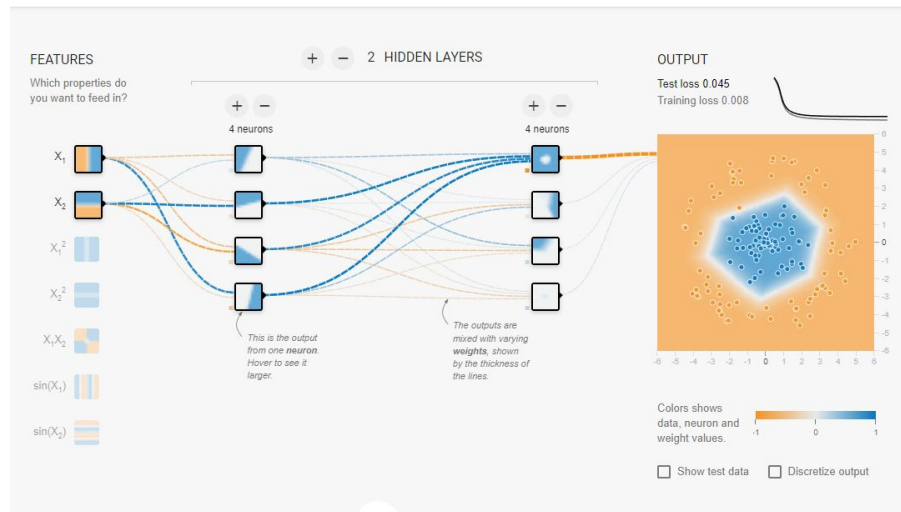 FEATURES
Which properties do
you want to feed in?
X₁
X₂
X₁²
X₂²
X₁X₂
sin(X₁)
sin(X₂)
+ − 2 HIDDEN LAYERS
+ −
4 neurons
This is the output
from one neuron.
Hover to see it
larger.
+ −
4 neurons
The outputs are
mixed with varying
weights, shown
by the thickness of
the lines.
OUTPUT
Test loss 0.045
Training loss 0.008
6
5
4
3
2
1
0
-1
-2
-3
-4
-5
-6
-6 -5 -4 -3 -2 -1 0 1 2 3 4 5 6
Colors shows
data, neuron and
weight values.
-1 0 1
Show test data
Discretize output